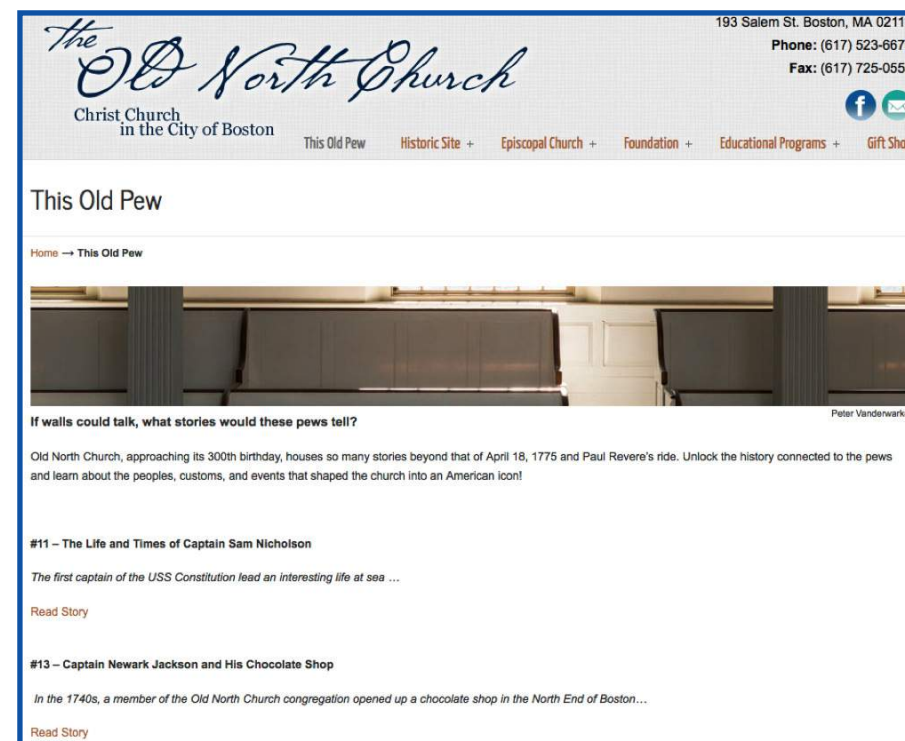 The
Old North Church
Christ Church
in the City of Boston
193 Salem St. Boston, MA 0211
Phone: (617) 523-667
Fax: (617) 725-055
f
This Old Pew Historic Site + Episcopal Church + Foundation + Educational Programs + Gift Sho
This Old Pew
Home → This Old Pew
Peter Vanderwark
If walls could talk, what stories would these pews tell?
Old North Church, approaching its 300th birthday, houses so many stories beyond that of April 18, 1775 and Paul Revere's ride. Unlock the history connected to the pews
and learn about the peoples, customs, and events that shaped the church into an American icon!
#11 – The Life and Times of Captain Sam Nicholson
The first captain of the USS Constitution lead an interesting life at sea …
Read Story
#13 – Captain Newark Jackson and His Chocolate Shop
In the 1740s, a member of the Old North Church congregation opened up a chocolate shop in the North End of Boston…
Read Story